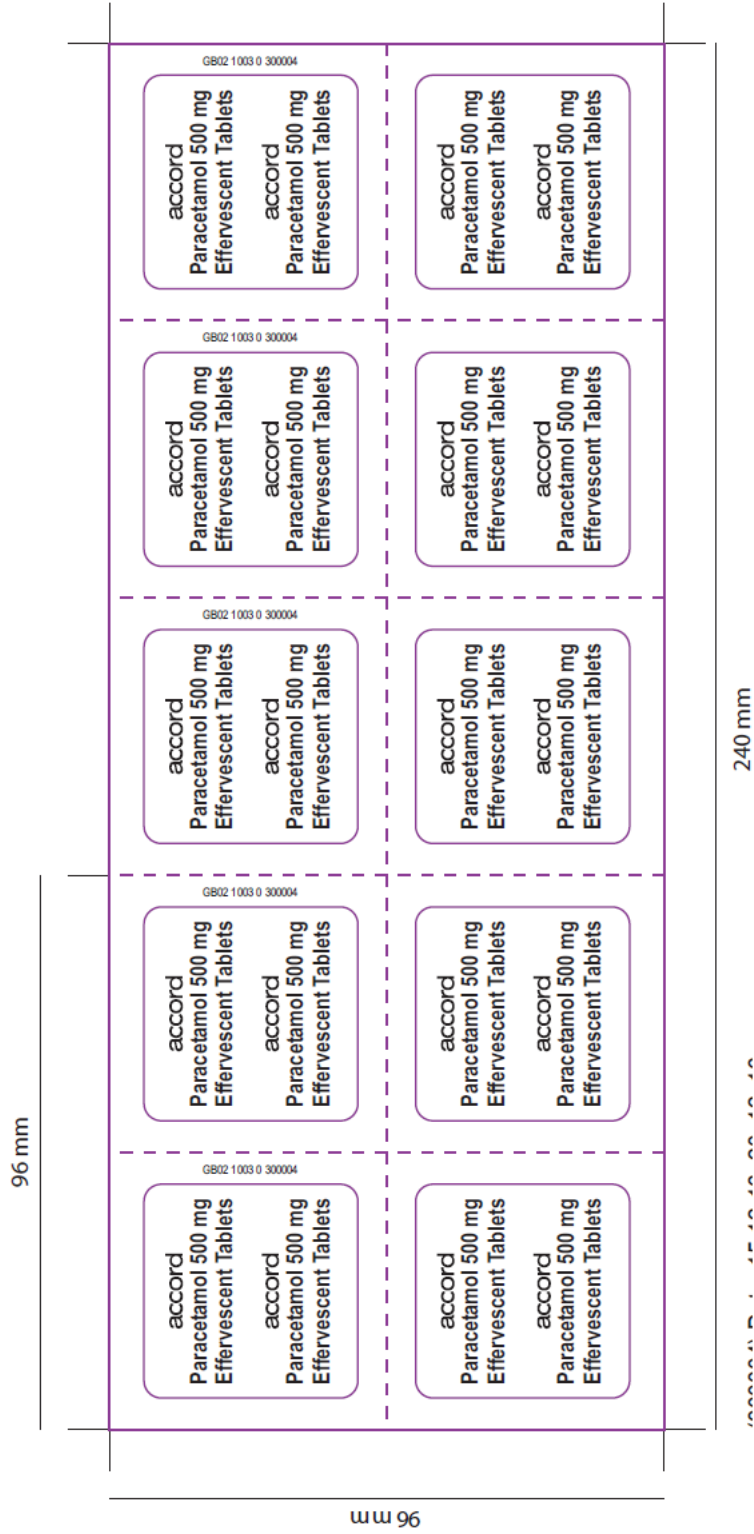 96 mm
96 mm
accord
Paracetamol 500 mg
Effervescent Tablets
accord
Paracetamol 500 mg
Effervescent Tablets
GB02 1003 0 300004
accord
Paracetamol 500 mg
Effervescent Tablets
accord
Paracetamol 500 mg
Effervescent Tablets
GB02 1003 0 300004
accord
Paracetamol 500 mg
Effervescent Tablets
accord
Paracetamol 500 mg
Effervescent Tablets
GB02 1003 0 300004
accord
Paracetamol 500 mg
Effervescent Tablets
accord
Paracetamol 500 mg
Effervescent Tablets
GB02 1003 0 300004
accord
Paracetamol 500 mg
Effervescent Tablets
accord
Paracetamol 500 mg
Effervescent Tablets
GB02 1003 0 300004
accord
Paracetamol 500 mg
Effervescent Tablets
accord
Paracetamol 500 mg
Effervescent Tablets
accord
Paracetamol 500 mg
Effervescent Tablets
accord
Paracetamol 500 mg
Effervescent Tablets
accord
Paracetamol 500 mg
Effervescent Tablets
accord
Paracetamol 500 mg
Effervescent Tablets
accord
Paracetamol 500 mg
Effervescent Tablets
accord
Paracetamol 500 mg
Effervescent Tablets
accord
Paracetamol 500 mg
Effervescent Tablets
accord
Paracetamol 500 mg
Effervescent Tablets
240 mm